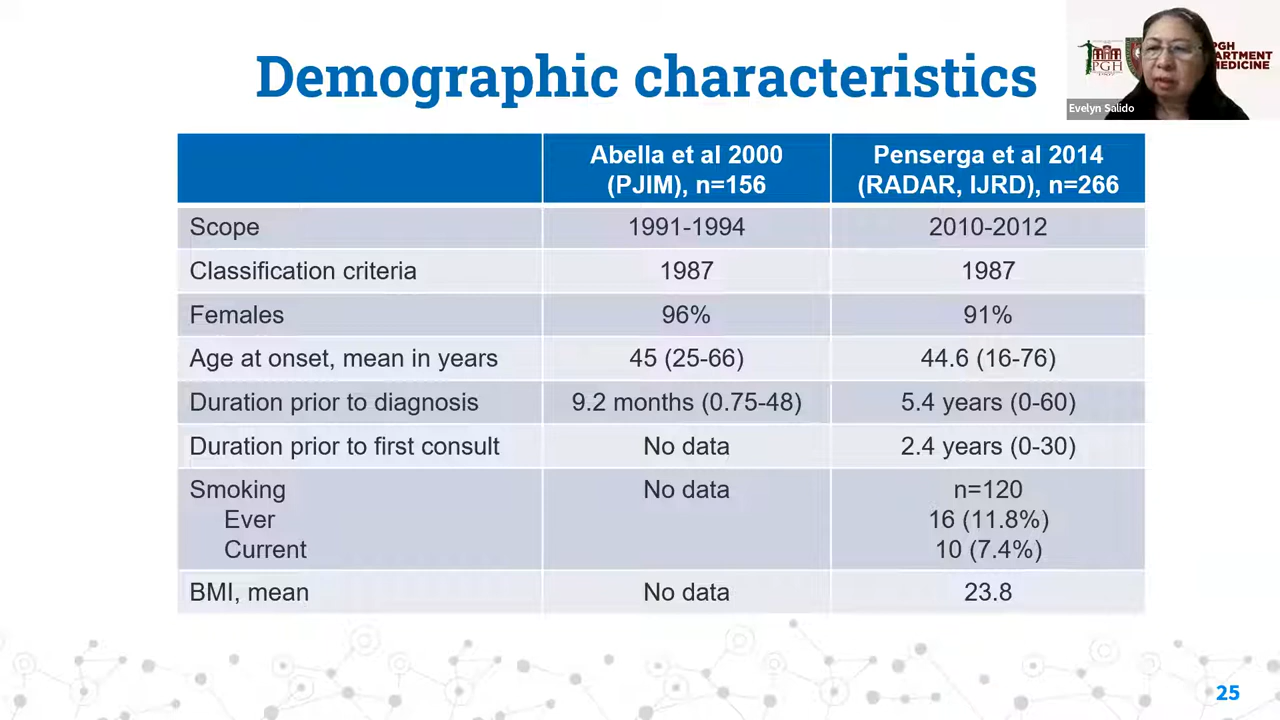 Demographic characteristics
PGH
PGH
DEPARTMENT
MEDICINE
Evelyn Salido
Abella et al 2000
(PJIM), n=156
Penserga et al 2014
(RADAR, IJRD), n=266
Scope 1991-1994 2010-2012
Classification criteria 1987 1987
Females 96% 91%
Age at onset, mean in years 45 (25-66) 44.6 (16-76)
Duration prior to diagnosis 9.2 months (0.75-48) 5.4 years (0-60)
Duration prior to first consult No data 2.4 years (0-30)
Smoking No data n=120
Ever 16 (11.8%)
Current 10 (7.4%)
BMI, mean No data 23.8
25